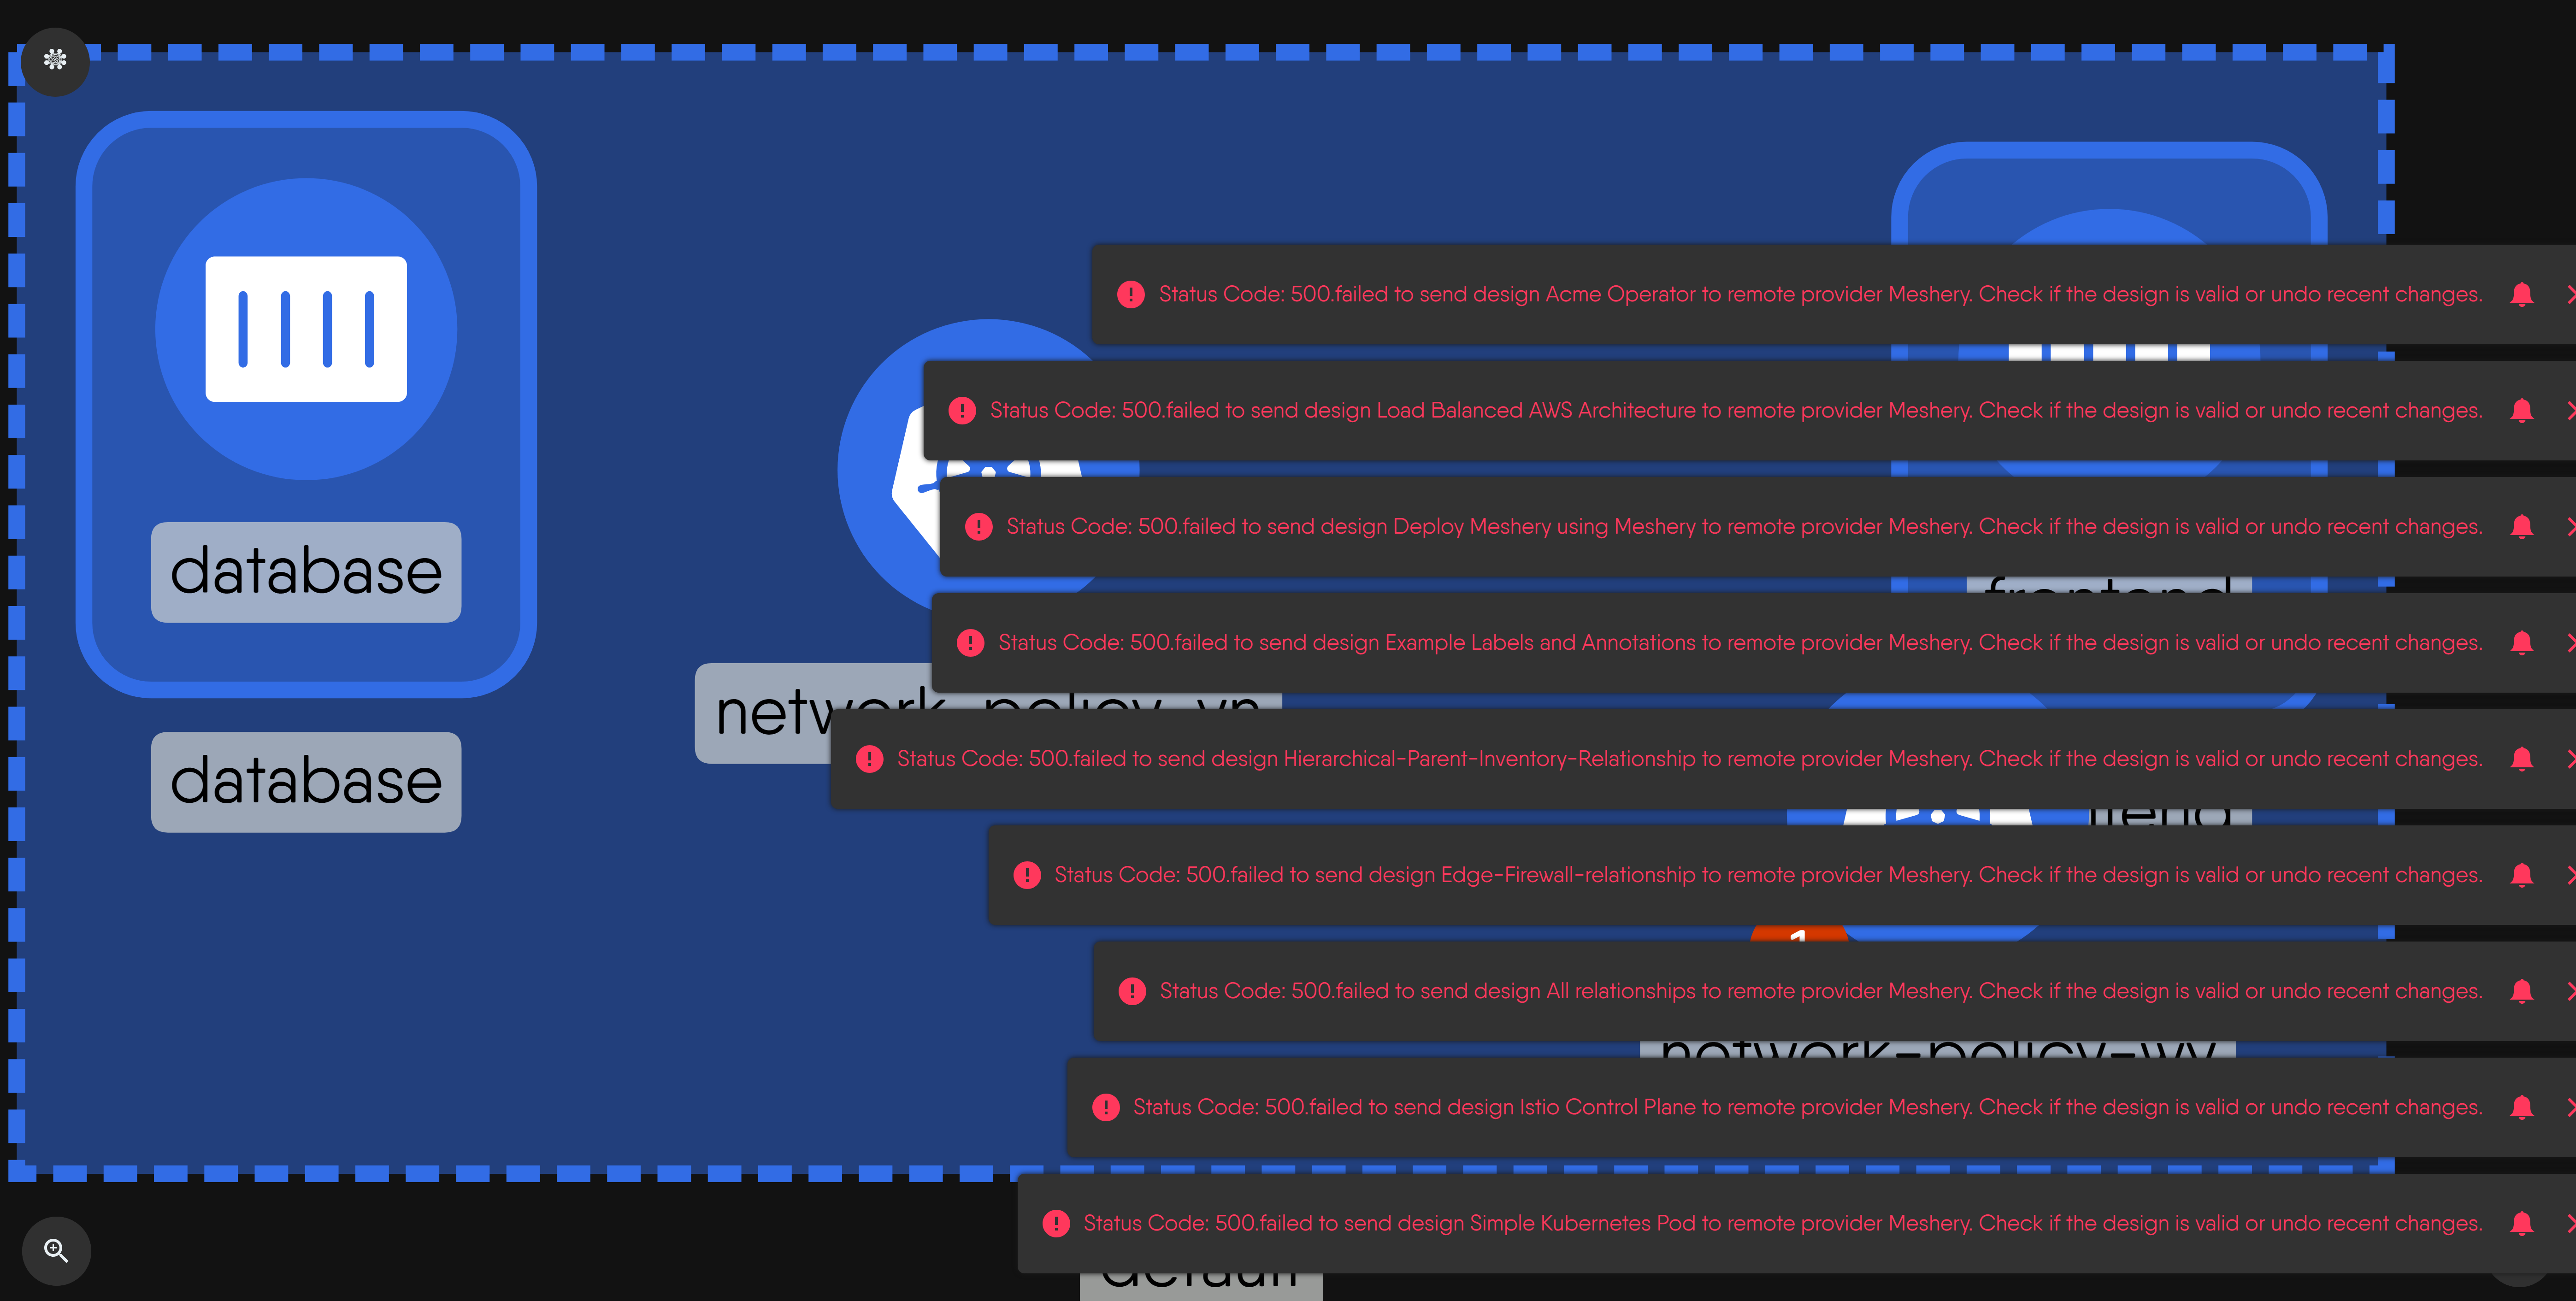 database
database
Status Code: 500.failed to send design Acme Operator to remote provider Meshery. Check if the design is valid or undo recent changes.
Status Code: 500.failed to send design Load Balanced AWS Architecture to remote provider Meshery. Check if the design is valid or undo recent changes.
Status Code: 500.failed to send design Deploy Meshery using Meshery to remote provider Meshery. Check if the design is valid or undo recent changes.
frontend
Status Code: 500.failed to send design Example Labels and Annotations to remote provider Meshery. Check if the design is valid or undo recent changes.
Status Code: 500.failed to send design Hierarchical-Parent-Inventory-Relationship to remote provider Meshery. Check if the design is valid or undo recent changes.
Status Code: 500.failed to send design Edge-Firewall-relationship to remote provider Meshery. Check if the design is valid or undo recent changes.
1
Status Code: 500.failed to send design All relationships to remote provider Meshery. Check if the design is valid or undo recent changes.
Status Code: 500.failed to send design Istio Control Plane to remote provider Meshery. Check if the design is valid or undo recent changes.
Status Code: 500.failed to send design Simple Kubernetes Pod to remote provider Meshery. Check if the design is valid or undo recent changes.
default